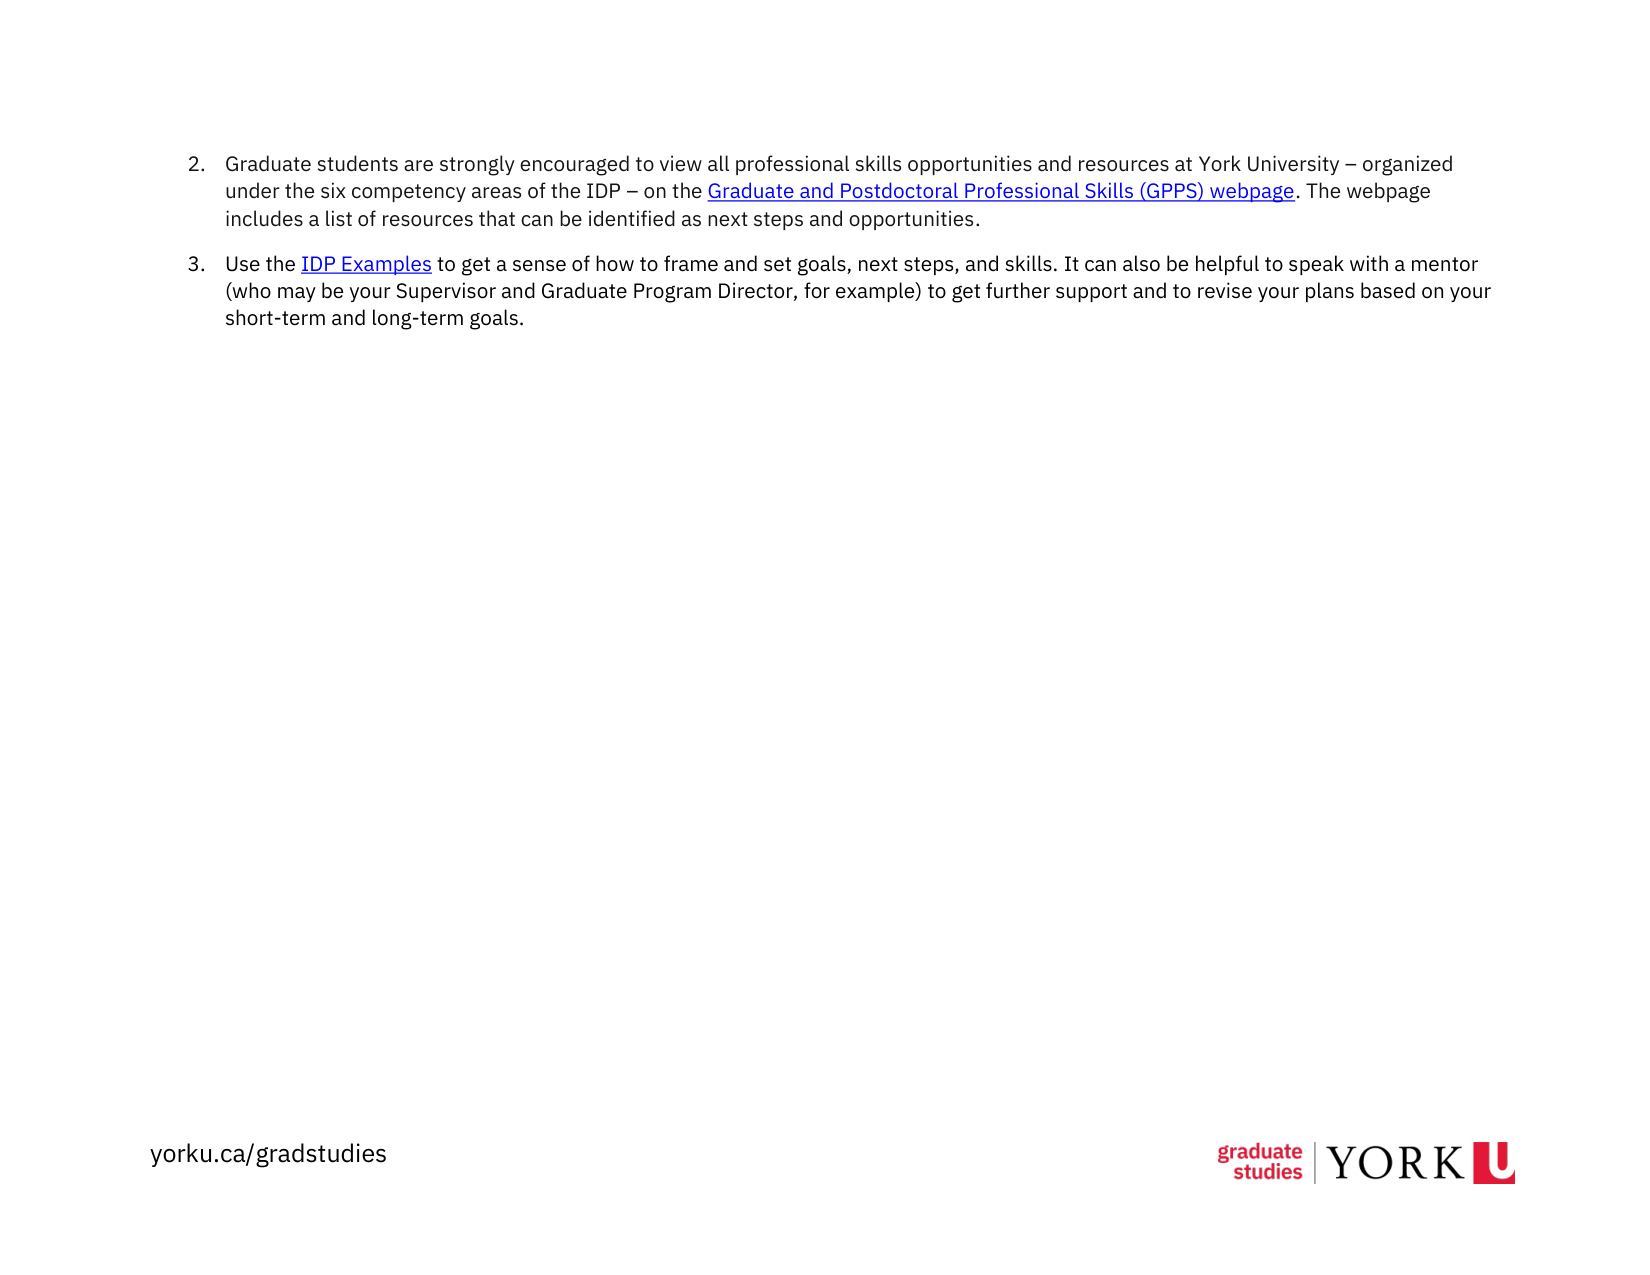 2. Graduate students are strongly encouraged to view all professional skills opportunities and resources at York University – organized
under the six competency areas of the IDP – on the Graduate and Postdoctoral Professional Skills (GPPS) webpage. The webpage
includes a list of resources that can be identified as next steps and opportunities.
3. Use the IDP Examples to get a sense of how to frame and set goals, next steps, and skills. It can also be helpful to speak with a mentor
(who may be your Supervisor and Graduate Program Director, for example) to get further support and to revise your plans based on your
short-term and long-term goals.
yorku.ca/gradstudies
graduate
studies
YORK U